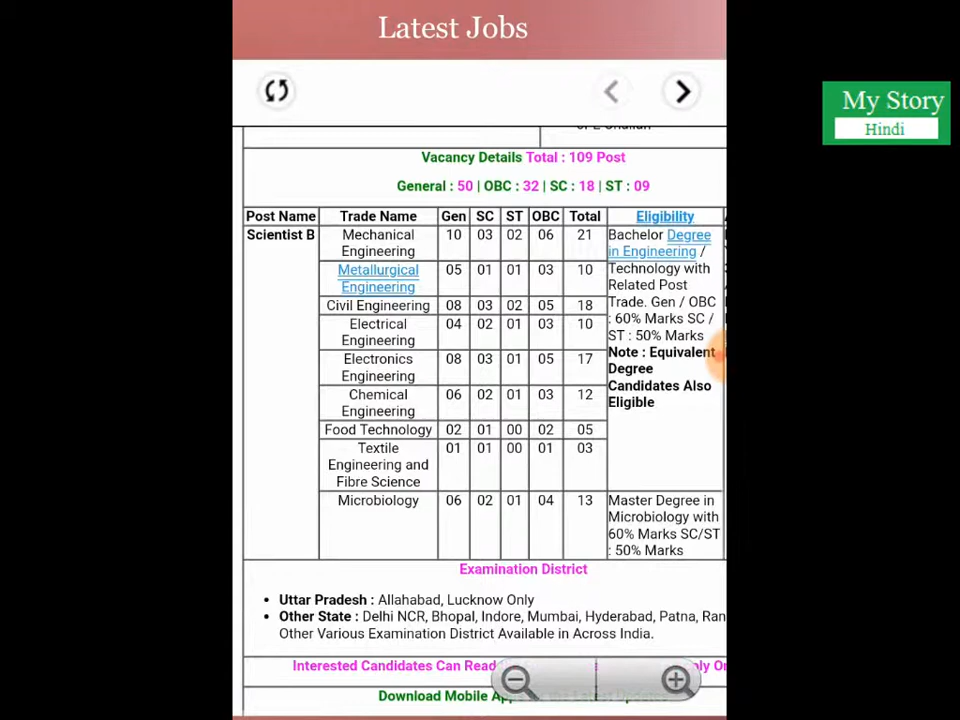 Latest Jobs
My Story
Hindi
Vacancy Details Total : 109 Post
General : 50 | OBC : 32 | SC : 18 | ST : 09
Post Name Trade Name Gen SC ST OBC Total Eligibility
Scientist B Mechanical Engineering 10 03 02 06 21
Metallurgical Engineering 05 01 01 03 10
Civil Engineering 08 03 02 05 18
Electrical Engineering 04 02 01 03 10
Electronics Engineering 08 03 01 05 17
Chemical Engineering 06 02 01 03 12
Food Technology 02 01 00 02 05
Textile Engineering and Fibre Science 01 01 00 01 03
Bachelor Degree
in Engineering /
Technology with
Related Post
Trade. Gen / OBC
: 60% Marks SC /
ST : 50% Marks
Note : Equivalent
Degree
Candidates Also
Eligible
Microbiology 06 02 01 04 13
Master Degree in
Microbiology with
60% Marks SC/ST
: 50% Marks
Examination District
• Uttar Pradesh : Allahabad, Lucknow Only
• Other State : Delhi NCR, Bhopal, Indore, Mumbai, Hyderabad, Patna, Ran
Other Various Examination District Available in Across India.
Interested Candidates Can Read
Download Mobile Apps for the Latest Updates